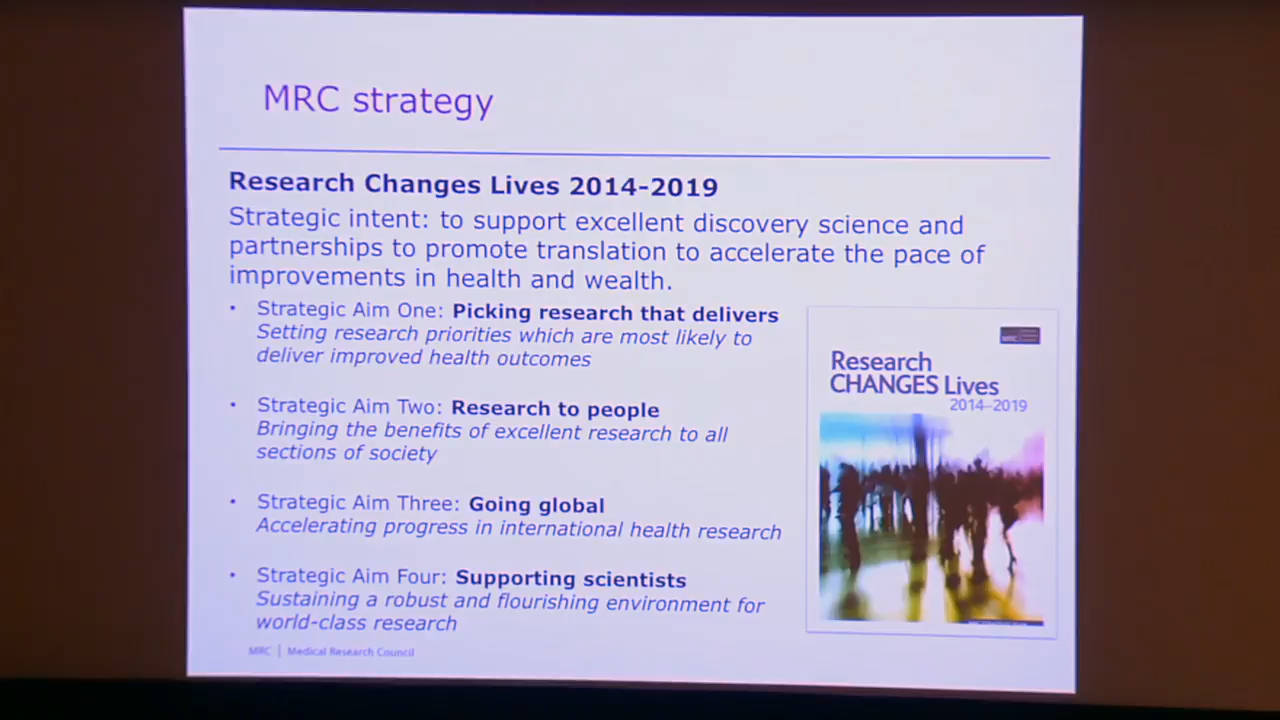 MRC strategy
Research Changes Lives 2014-2019
Strategic intent: to support excellent discovery science and
partnerships to promote translation to accelerate the pace of
improvements in health and wealth.
• Strategic Aim One: Picking research that delivers
Setting research priorities which are most likely to
deliver improved health outcomes
• Strategic Aim Two: Research to people
Bringing the benefits of excellent research to all
sections of society
• Strategic Aim Three: Going global
Accelerating progress in international health research
• Strategic Aim Four: Supporting scientists
Sustaining a robust and flourishing environment for
world-class research
MRC | Medical Research Council
MRC
Research
CHANGES Lives
2014–2019